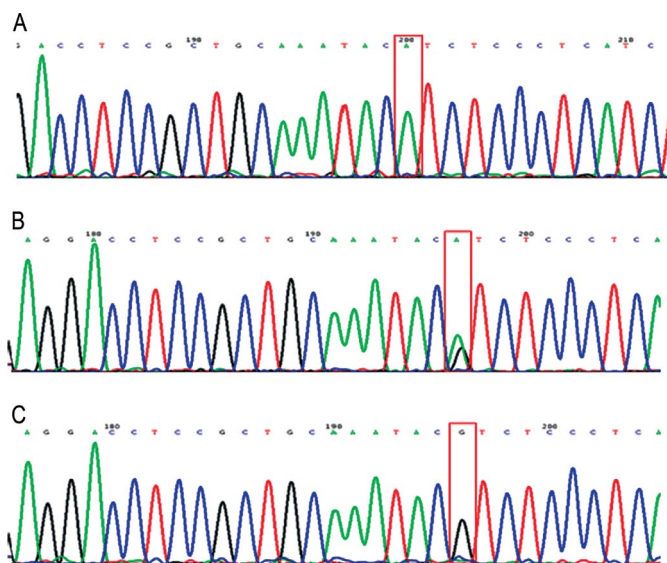 A
190 200 210
G A C C T C C G C T G C A A A T A C A T C T C C C T C A T C
B
180 190 200
A G G A C C T C C G C T G C A A A T A C A T C T C C C T C A
C
180 190 200
A G G A C C T C C G C T G C A A A T A C G T C T C C C T C A